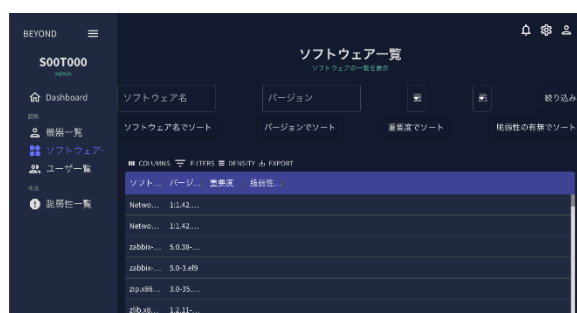 BEYOND
S00T000
admin
Dashboard
機器一覧
ソフトウェア-
ユーザー一覧
脆弱性一覧
ソフトウェア一覧
ソフトウェアの一覧を表示
ソフトウェア名
バージョン
絞り込み
ソフトウェア名でソート
バージョンでソート
重要度でソート
脆弱性の有無でソート
COLUMNS FILTERS DENSITY EXPORT
ソフト... バージ... 重要度 脆弱性...
Netwo... 1:1.42....
Netwo... 1:1.42....
zabbix-... 5.0.38-...
zabbix-... 5.0-3.el9
zip.x86... 3.0-35....
zlib.x8... 1.2.11-...